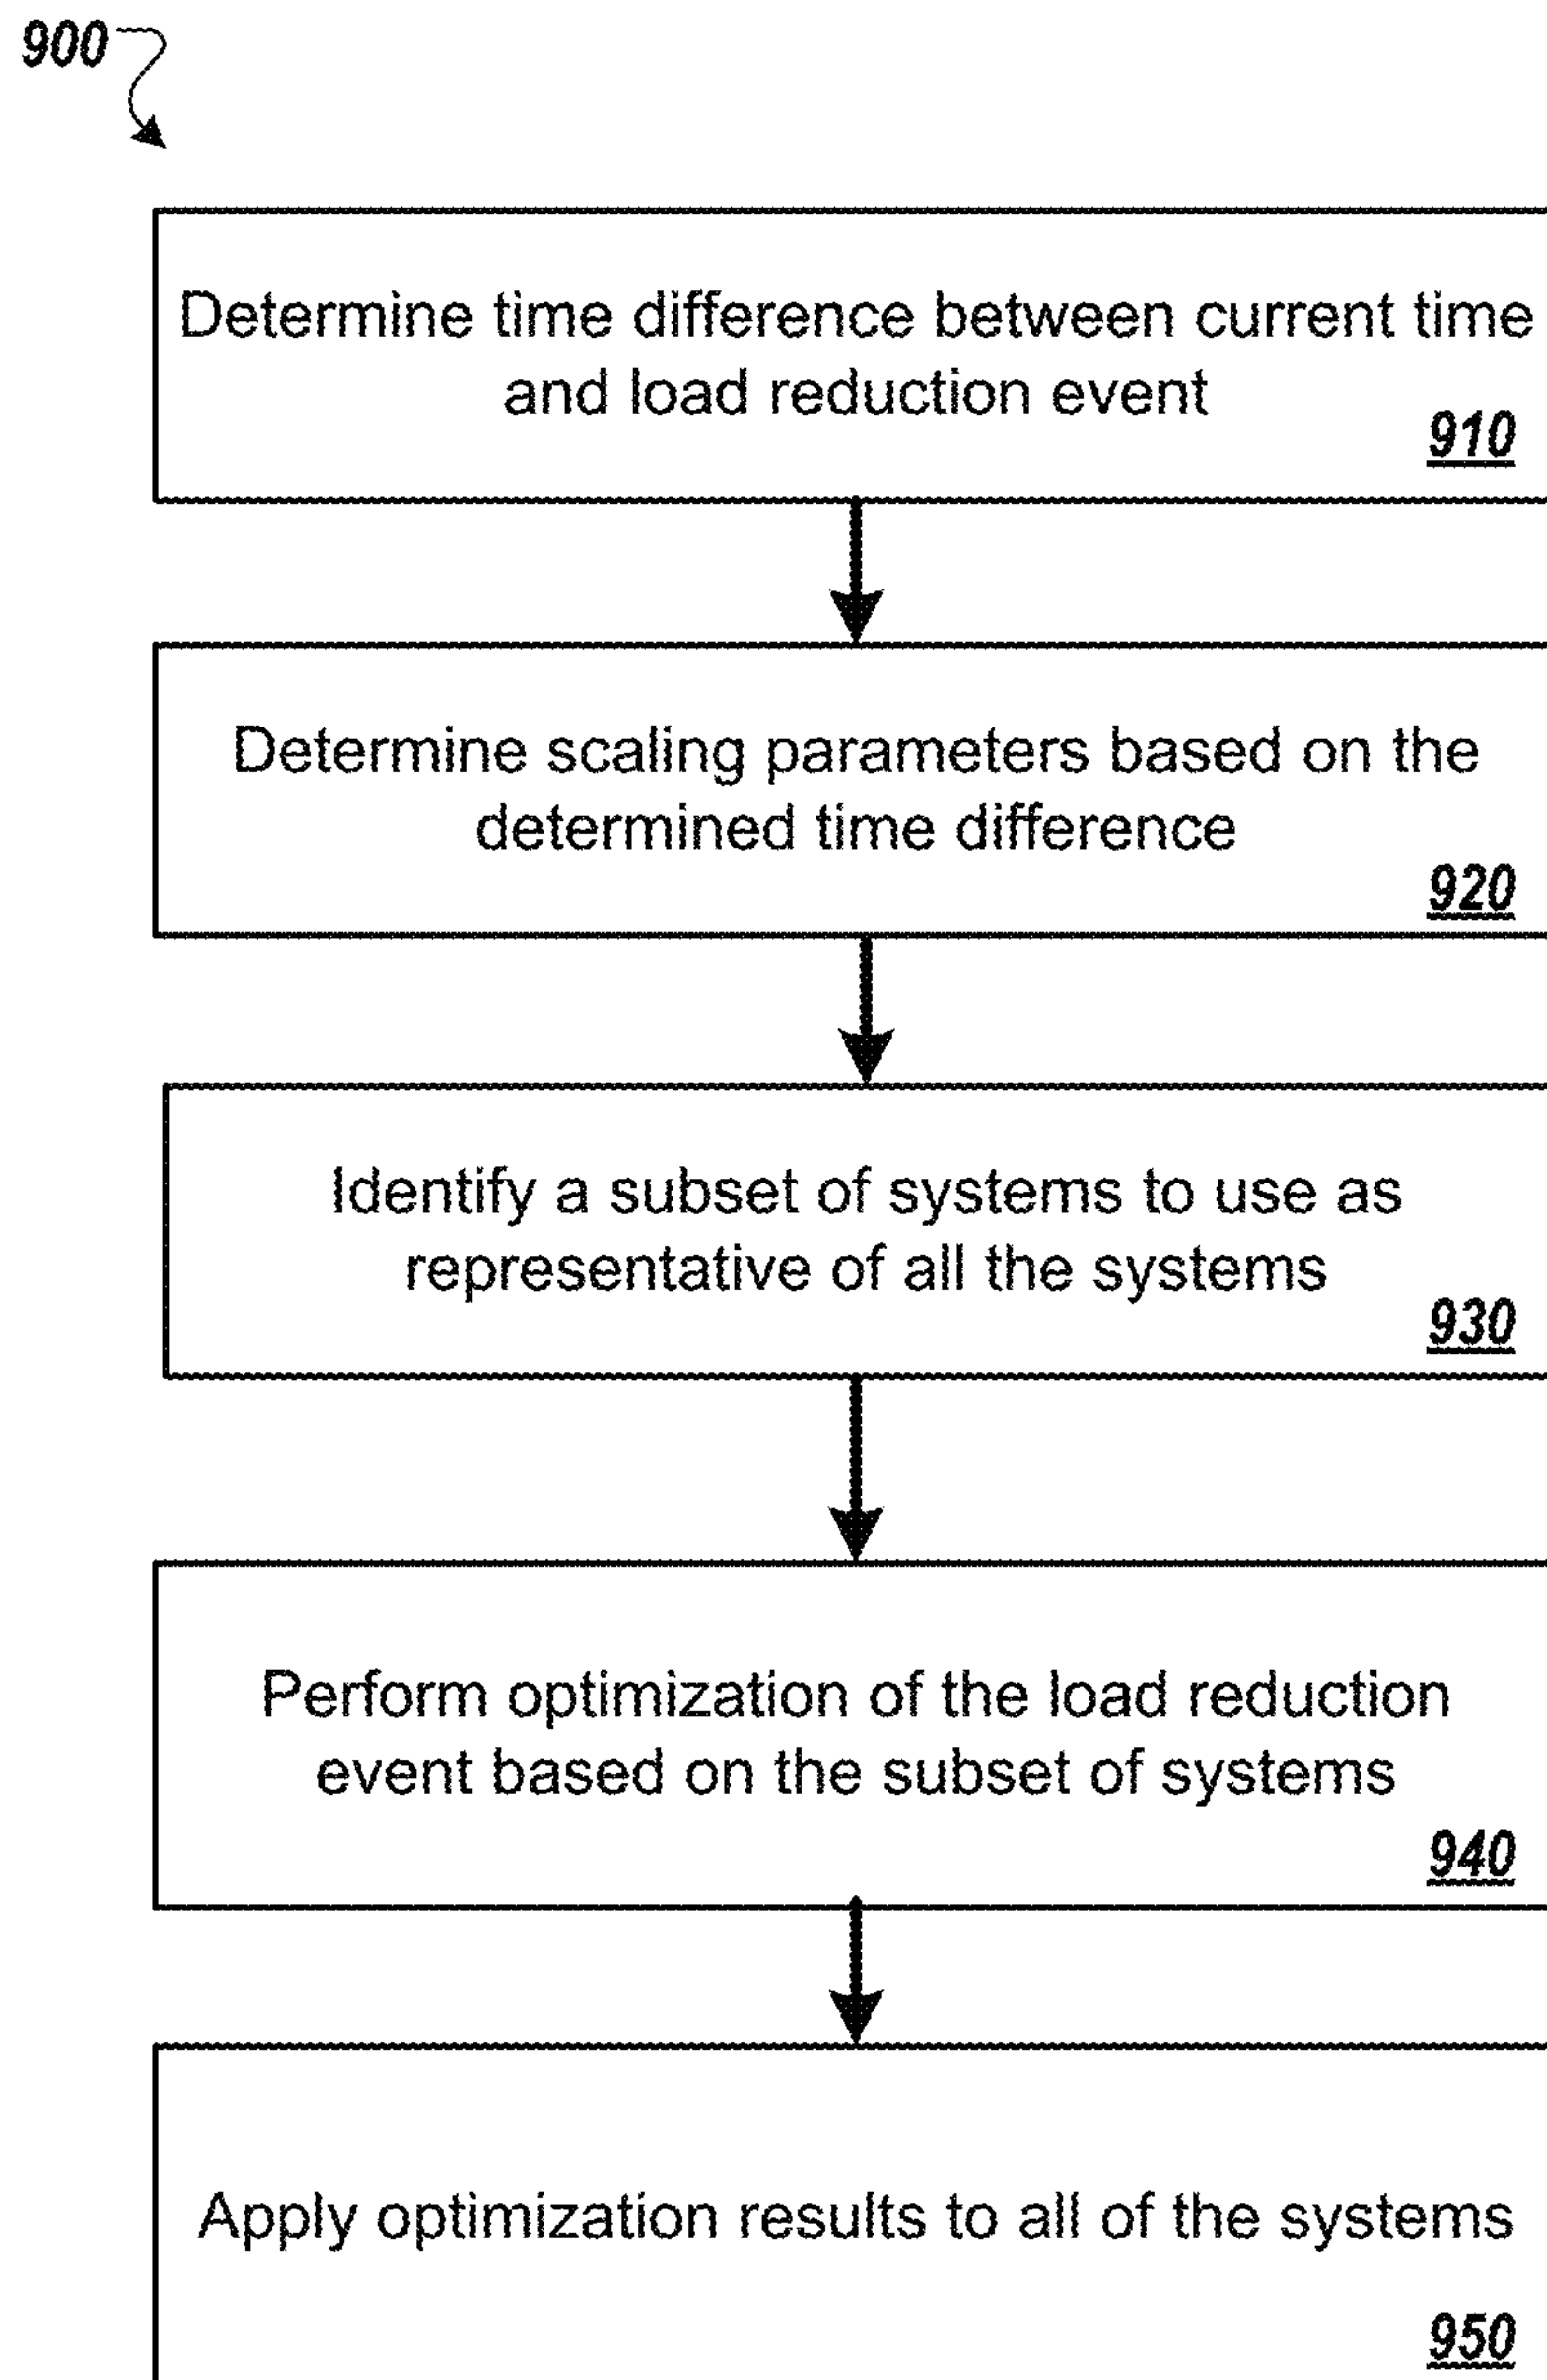 900
Determine time difference between current time
and load reduction event
910
Determine scaling parameters based on the
determined time difference
920
Identify a subset of systems to use as
representative of all the systems
930
Perform optimization of the load reduction
event based on the subset of systems
940
Apply optimization results to all of the systems
950